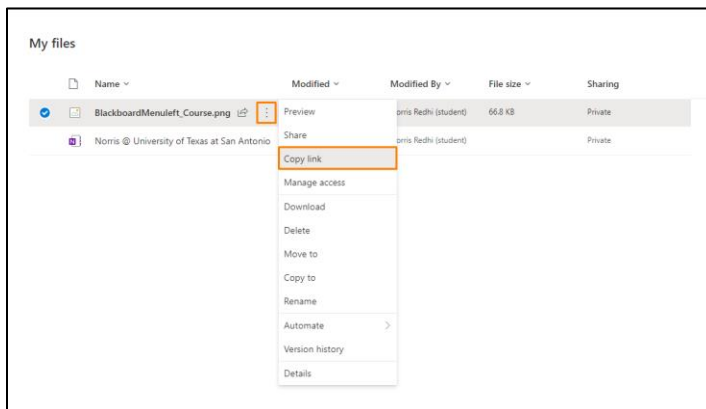 My files
Name Modified Modified By File size Sharing
BlackboardMenuleft_Course.png Preview orris Redhi (student) 66.8 KB Private
Share
Norris @ University of Texas at San Antonio orris Redhi (student) Private
Copy link
Manage access
Download
Delete
Move to
Copy to
Rename
Automate
Version history
Details